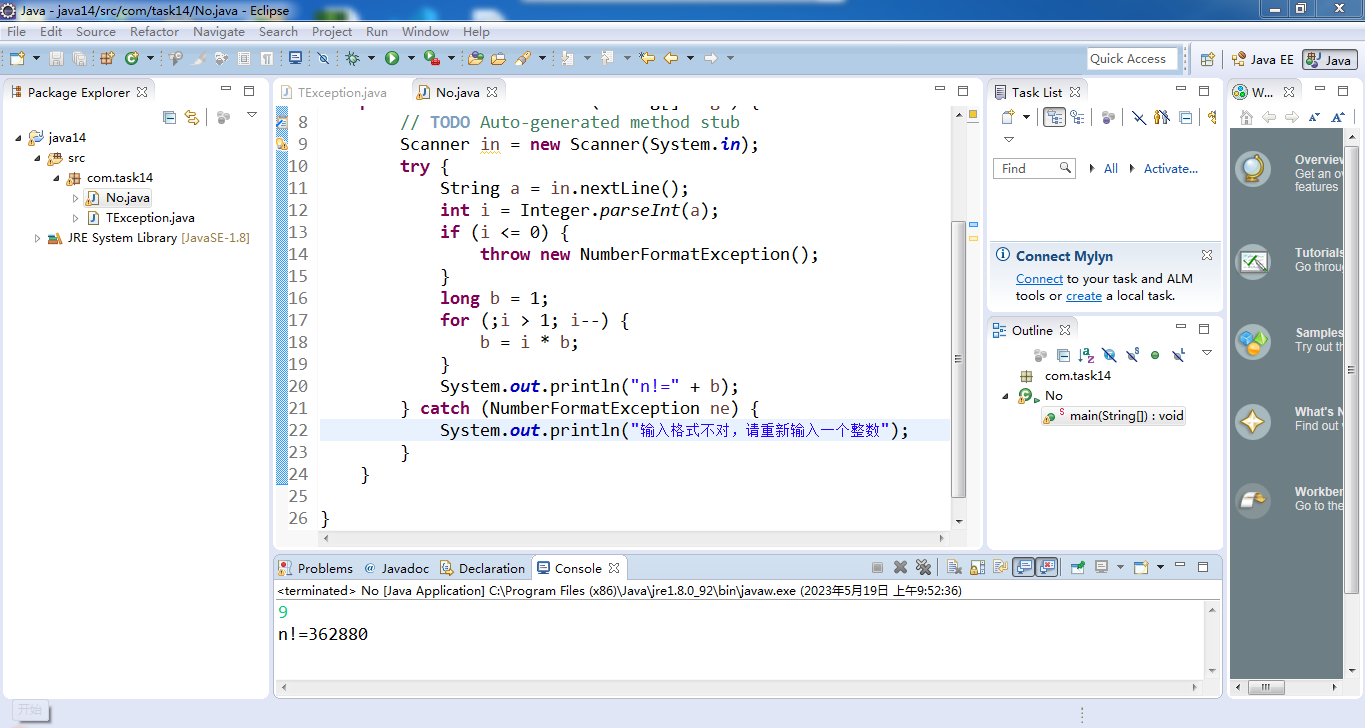 Java - java14/src/com/task14/No.java - Eclipse
File Edit Source Refactor Navigate Search Project Run Window Help
Quick Access
Java EE
Java
Package Explorer
java14
src
com.task14
No.java
TException.java
JRE System Library [JavaSE-1.8]
TException.java
No.java
8 // TODO Auto-generated method stub
9 Scanner in = new Scanner(System.in);
10 try {
11 String a = in.nextLine();
12 int i = Integer.parseInt(a);
13 if (i <= 0) {
14 throw new NumberFormatException();
15 }
16 long b = 1;
17 for (;i > 1; i--) {
18 b = i * b;
19 }
20 System.out.println("n!=" + b);
21 } catch (NumberFormatException ne) {
22 System.out.println("输入格式不对，请重新输入一个整数");
23 }
24 }
25
26 }
Task List
Find
All
Activate...
Connect Mylyn
Connect to your task and ALM
tools or create a local task.
Outline
com.task14
No
main(String[]) : void
W...
Overview
Get an ov
features
Tutorials
Go throu
Samples
Try out th
What's N
Find out
Workben
Go to the
Problems
Javadoc
Declaration
Console
<terminated> No [Java Application] C:\Program Files (x86)\Java\jre1.8.0_92\bin\javaw.exe (2023年5月19日 上午9:52:36)
9
n!=362880
开始